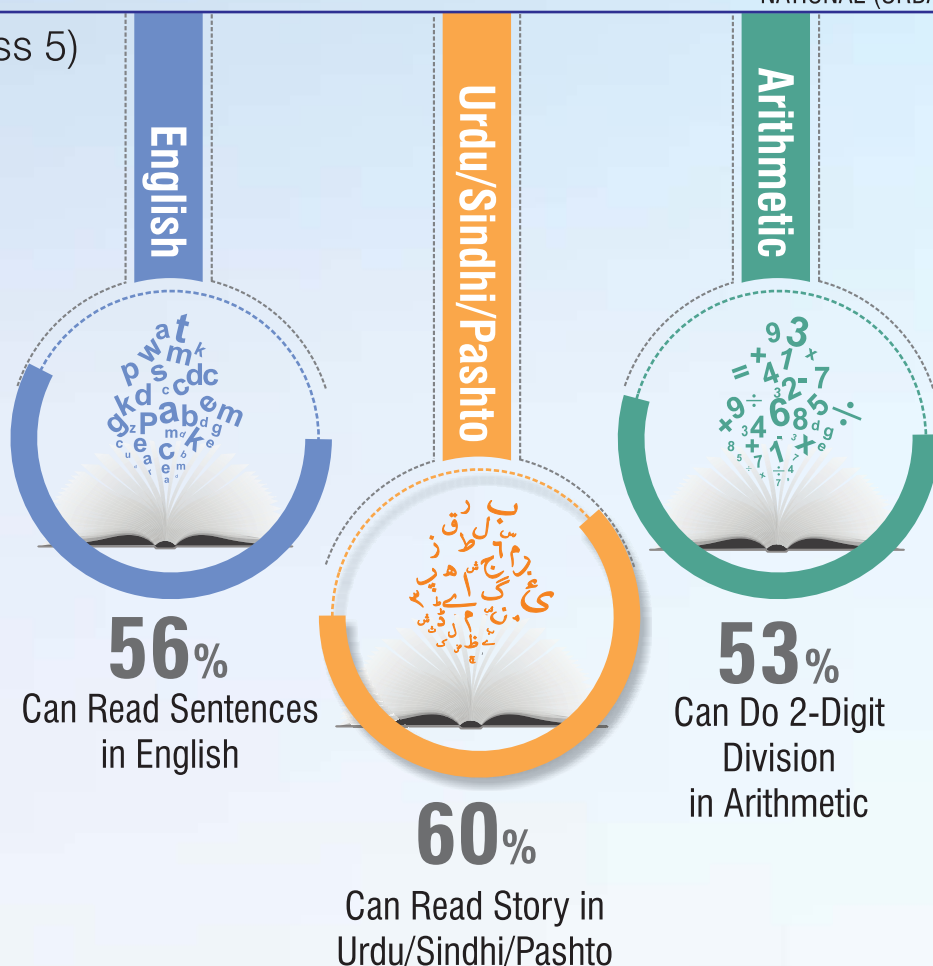 ss 5)
English
Urdu/Sindhi/Pashto
Arithmetic
56%
Can Read Sentences
in English
60%
Can Read Story in
Urdu/Sindhi/Pashto
53%
Can Do 2-Digit
Division
in Arithmetic